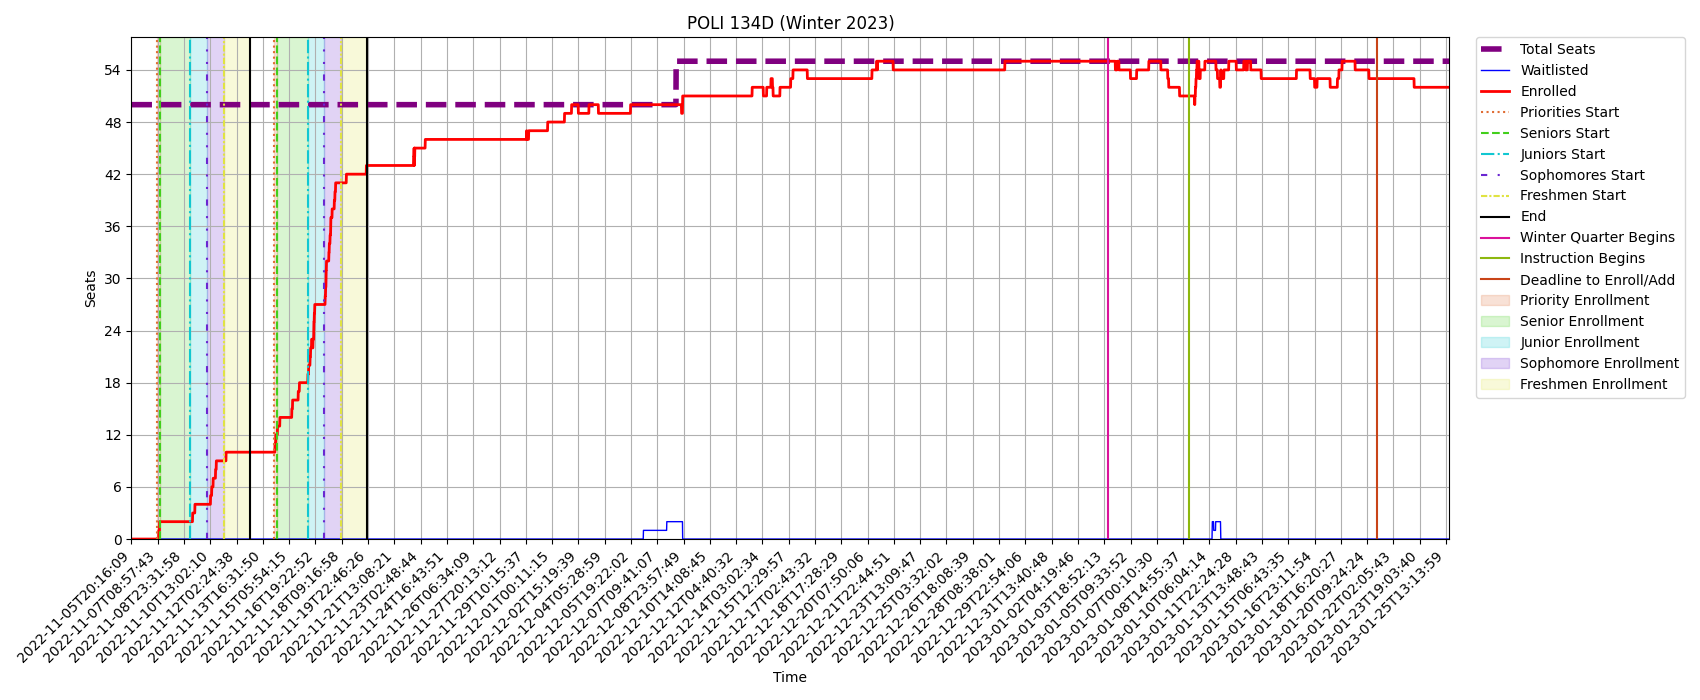 POLI 134D (Winter 2023)
Seats
54
48
42
36
30
24
18
12
6
0
2022-11-05T20:16:09
2022-11-07T08:57:43
2022-11-08T23:31:58
2022-11-10T13:02:10
2022-11-12T02:24:38
2022-11-13T16:31:50
2022-11-15T05:54:15
2022-11-16T19:22:52
2022-11-18T09:16:58
2022-11-19T22:46:26
2022-11-21T13:08:21
2022-11-23T02:48:44
2022-11-24T16:43:51
2022-11-26T06:34:09
2022-11-27T20:13:12
2022-11-29T10:15:37
2022-12-01T00:11:15
2022-12-02T15:19:39
2022-12-04T05:28:59
2022-12-05T19:22:02
2022-12-07T09:41:07
2022-12-08T23:57:49
2022-12-10T14:08:45
2022-12-12T04:40:32
2022-12-14T03:02:34
2022-12-15T12:29:57
2022-12-17T02:43:32
2022-12-18T17:28:29
2022-12-20T07:50:06
2022-12-21T22:44:51
2022-12-23T13:09:47
2022-12-25T03:32:02
2022-12-26T18:08:39
2022-12-28T08:38:01
2022-12-29T22:54:06
2022-12-31T13:40:48
2023-01-02T04:19:46
2023-01-03T18:52:13
2023-01-05T09:33:52
2023-01-07T00:10:30
2023-01-08T14:55:37
2023-01-10T06:04:14
2023-01-11T22:24:28
2023-01-13T13:48:43
2023-01-15T06:43:35
2023-01-16T23:11:54
2023-01-18T16:20:27
2023-01-20T09:24:24
2023-01-22T02:05:43
2023-01-23T19:03:40
2023-01-25T13:13:59
Time
Total Seats
Waitlisted
Enrolled
Priorities Start
Seniors Start
Juniors Start
Sophomores Start
Freshmen Start
End
Winter Quarter Begins
Instruction Begins
Deadline to Enroll/Add
Priority Enrollment
Senior Enrollment
Junior Enrollment
Sophomore Enrollment
Freshmen Enrollment